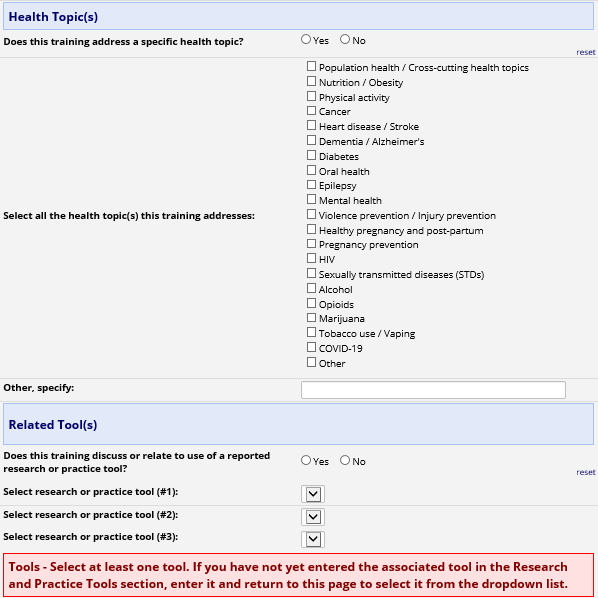 Health Topic(s)
Does this training address a specific health topic?
Yes No
reset
Select all the health topic(s) this training addresses:
Population health / Cross-cutting health topics
Nutrition / Obesity
Physical activity
Cancer
Heart disease / Stroke
Dementia / Alzheimer's
Diabetes
Oral health
Epilepsy
Mental health
Violence prevention / Injury prevention
Healthy pregnancy and post-partum
Pregnancy prevention
HIV
Sexually transmitted diseases (STDs)
Alcohol
Opioids
Marijuana
Tobacco use / Vaping
COVID-19
Other
Other, specify:
Related Tool(s)
Does this training discuss or relate to use of a reported
research or practice tool?
Yes No
reset
Select research or practice tool (#1):
Select research or practice tool (#2):
Select research or practice tool (#3):
Tools - Select at least one tool. If you have not yet entered the associated tool in the Research
and Practice Tools section, enter it and return to this page to select it from the dropdown list.